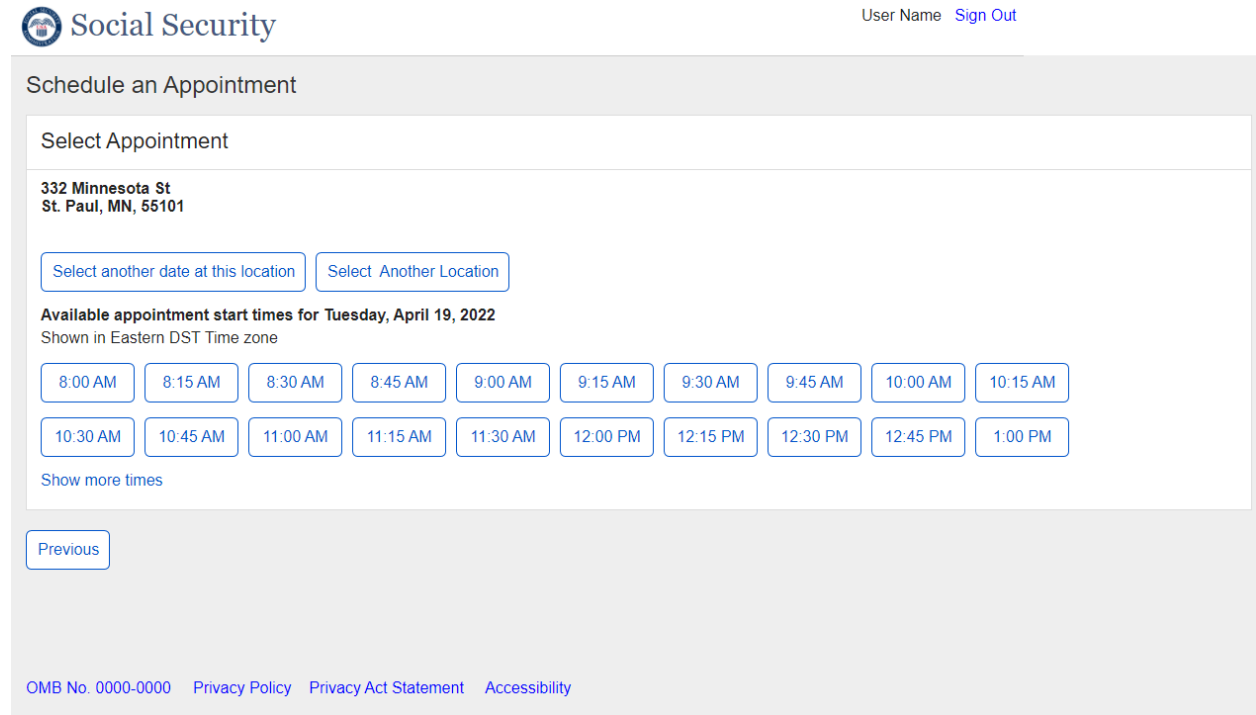 Social Security
User Name Sign Out
Schedule an Appointment
Select Appointment
332 Minnesota St
St. Paul, MN, 55101
Select another date at this location Select Another Location
Available appointment start times for Tuesday, April 19, 2022
Shown in Eastern DST Time zone
8:00 AM 8:15 AM 8:30 AM 8:45 AM 9:00 AM 9:15 AM 9:30 AM 9:45 AM 10:00 AM 10:15 AM
10:30 AM 10:45 AM 11:00 AM 11:15 AM 11:30 AM 12:00 PM 12:15 PM 12:30 PM 12:45 PM 1:00 PM
Show more times
Previous
OMB No. 0000-0000 Privacy Policy Privacy Act Statement Accessibility